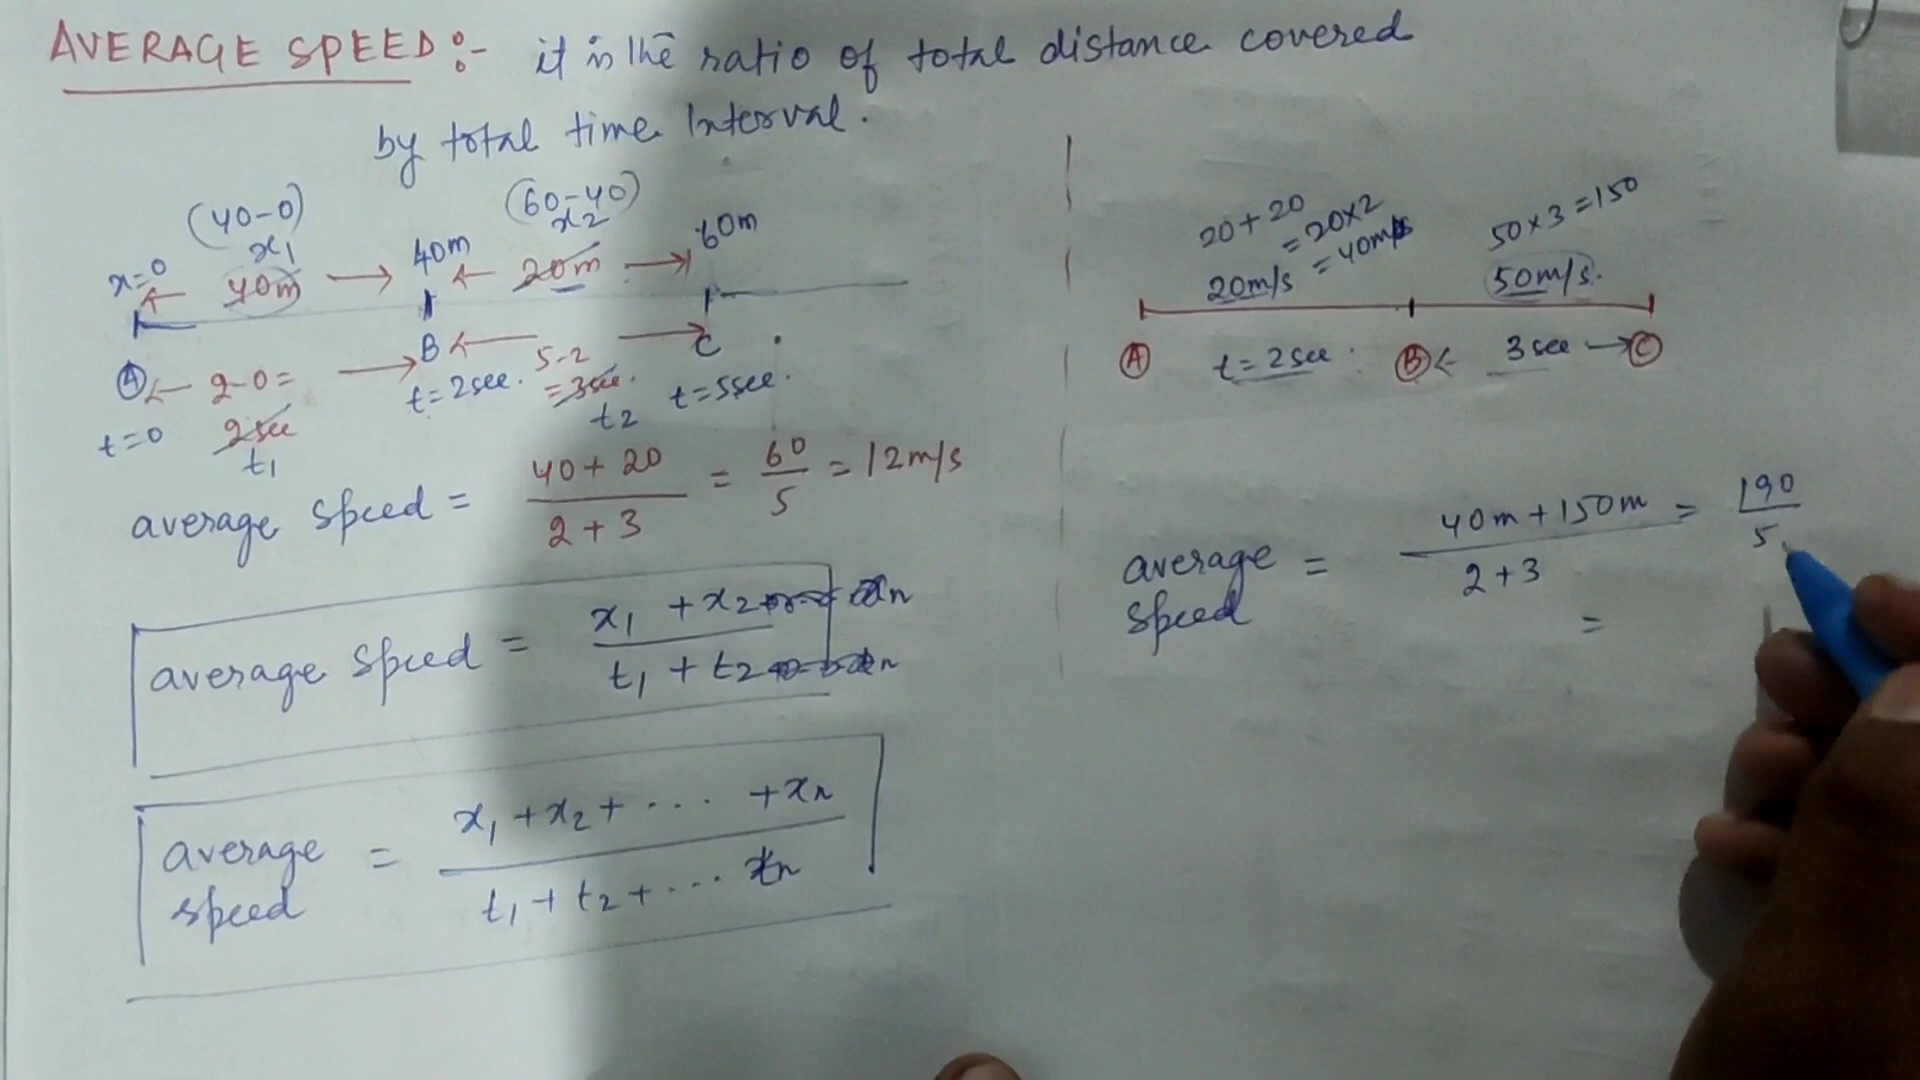 AVERAGE SPEED :- it is the ratio of total distance covered
by total time Interval.
(40-0) (60-40)
x1 x2
x=0 40m 40m 20m 60m
A 2-0= B 5-2 C
t=0 2sec t=2sec. =3sec. t=5sec.
t1 t2
average speed = 40+20 / 2+3 = 60/5 = 12m/s
average speed = x1 + x2 n / t1 + t2 n
average speed = x1+x2+ ... +xn / t1+t2+ ... tn
20+20 = 20×2 = 40m 50×3=150
20m/s 50m/s.
A t=2sec B 3sec C
average speed = 40m+150m / 2+3 = 190/5
=